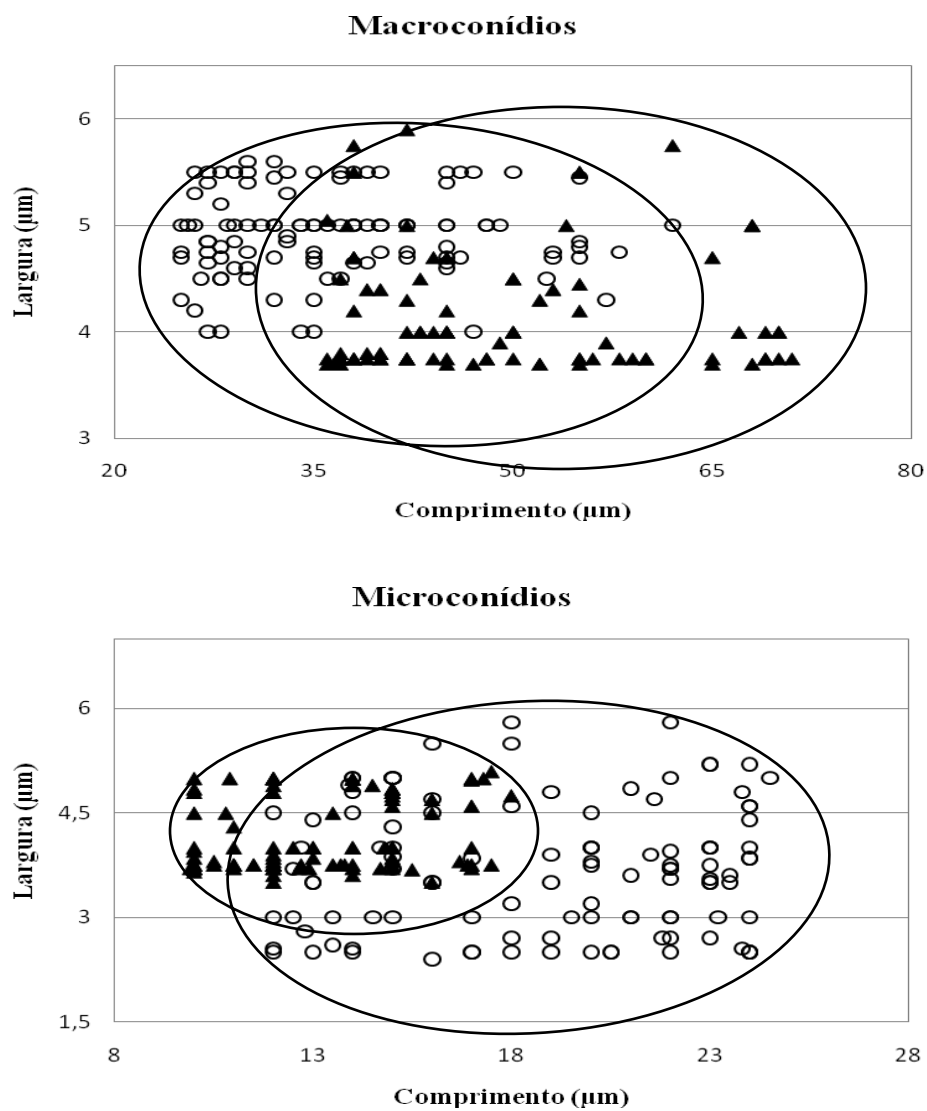 Macroconídios
6
5
4
3
Largura (µm)
20 35 50 65 80
Comprimento (µm)
Microconídios
6
4,5
3
1,5
Largura (µm)
8 13 18 23 28
Comprimento (µm)